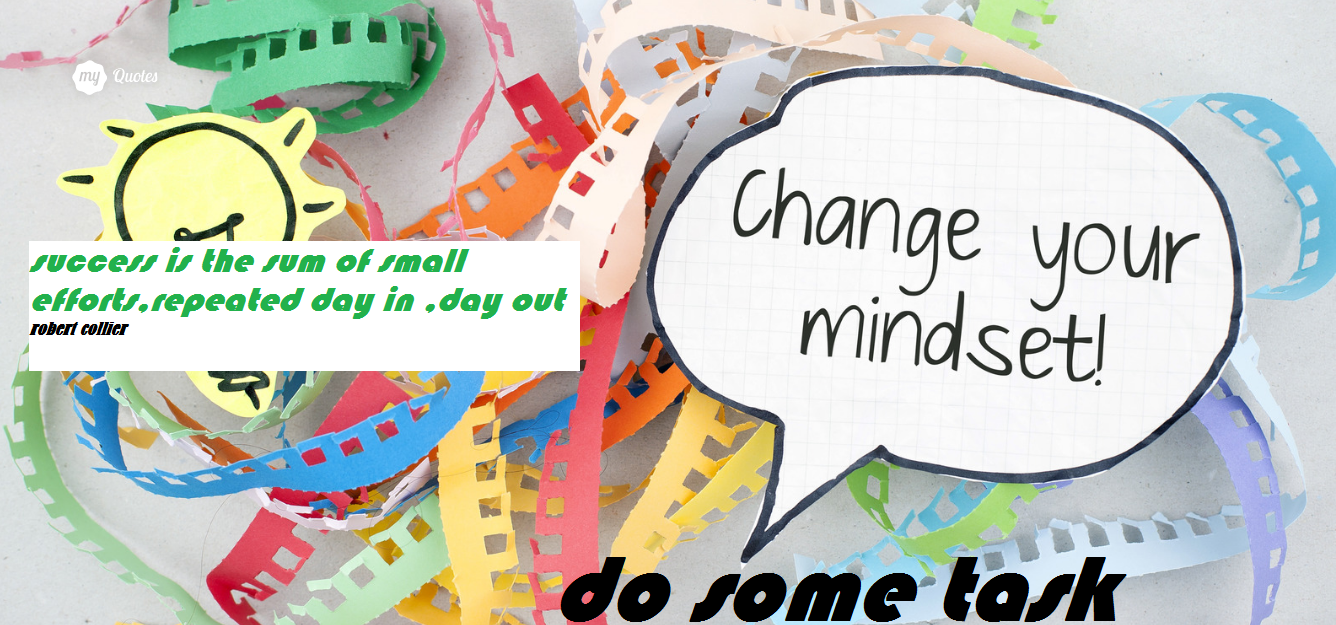 my Quotes
success is the sum of small
efforts,repeated day in ,day out
robert collier
Change your
mindset!
do some task